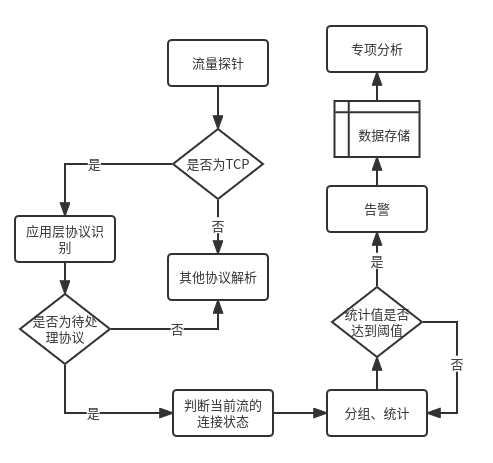 流量探针
是否为TCP
是
否
应用层协议识
别
其他协议解析
是否为待处
理协议
否
是
判断当前流的
连接状态
分组、统计
统计值是否
达到阈值
否
是
告警
数据存储
专项分析